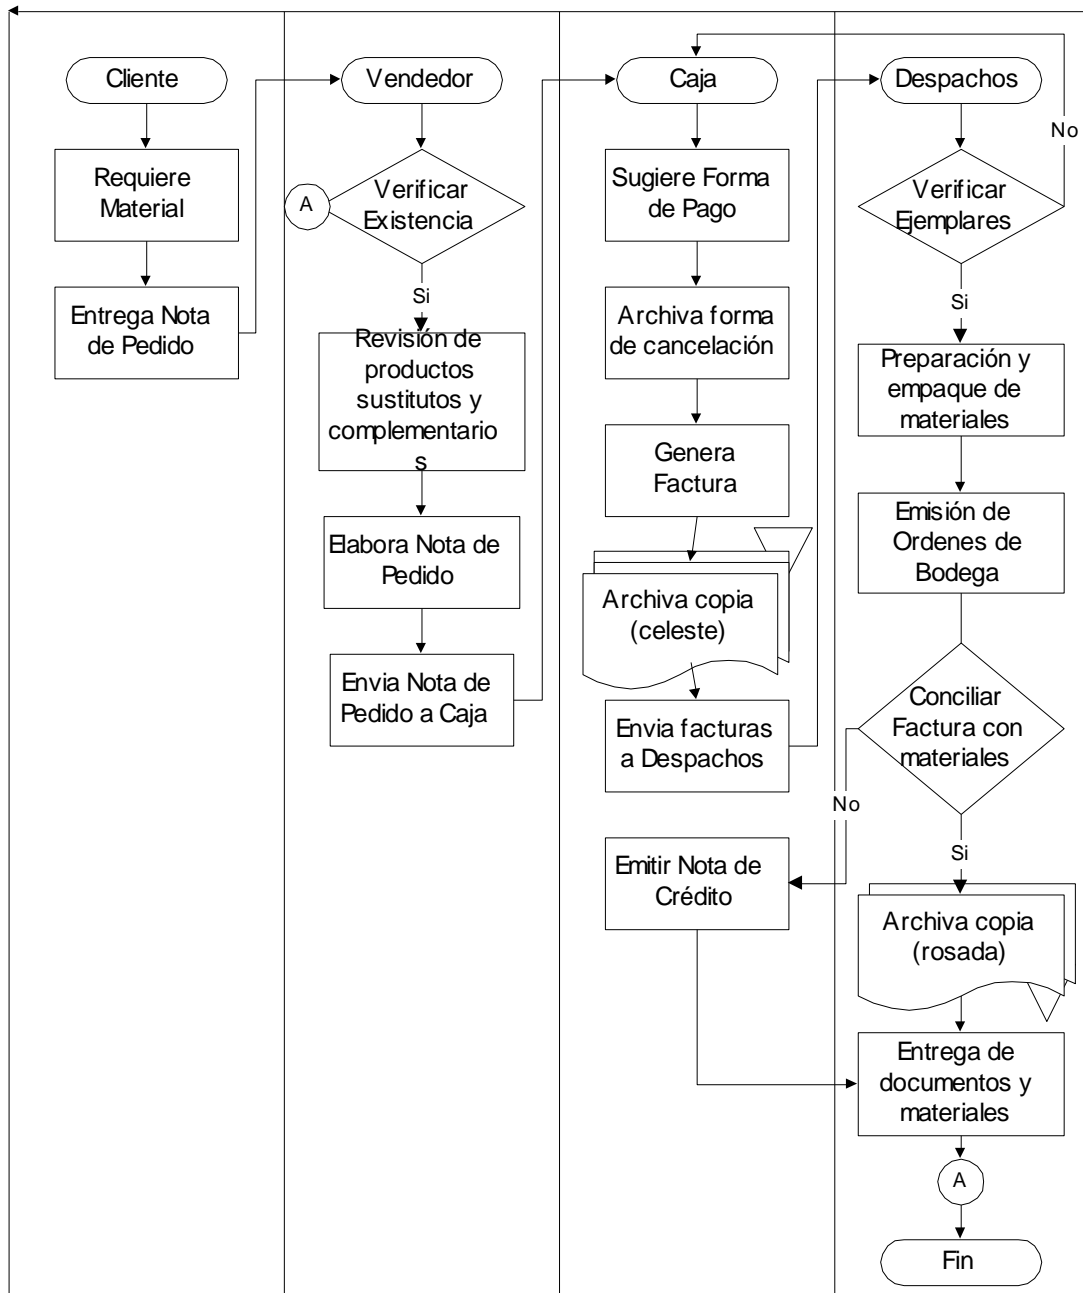 Cliente
Requiere
Material
Entrega Nota
de Pedido
Vendedor
A
Verificar
Existencia
Si
Revisión de
productos
sustitutos y
complementario
s
Elabora Nota de
Pedido
Envia Nota de
Pedido a Caja
Caja
Sugiere Forma
de Pago
Archiva forma
de cancelación
Genera
Factura
Archiva copia
(celeste)
Envia facturas
a Despachos
Emitir Nota de
Crédito
Despachos
No
Verificar
Ejemplares
Si
Preparación y
empaque de
materiales
Emisión de
Ordenes de
Bodega
Conciliar
Factura con
materiales
No
Si
Archiva copia
(rosada)
Entrega de
documentos y
materiales
A
Fin